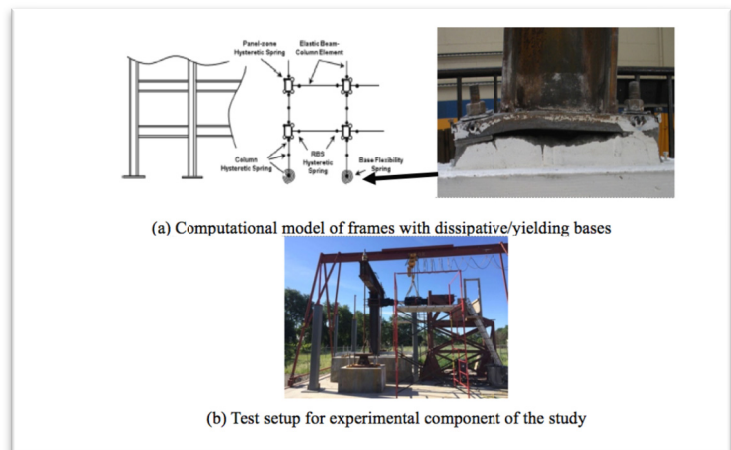 Panel-zone
Hysteretic Spring
Elastic Beam-
Column Element
Column
Hysteretic Spring
RBS
Hysteretic
Spring
Base Flexibility
Spring
(a) Computational model of frames with dissipative/yielding bases
(b) Test setup for experimental component of the study